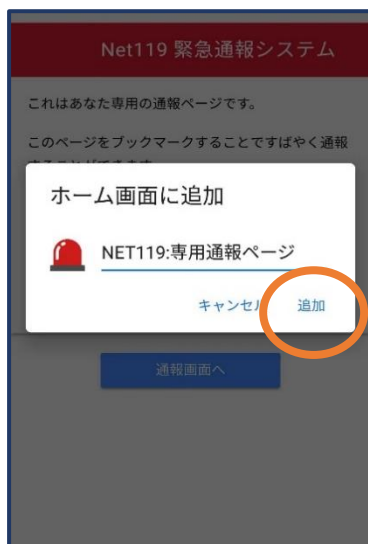 Net119 緊急通報システム
これはあなた専用の通報ページです。
このページをブックマークすることですばやく通報
ホーム画面に追加
NET119:専用通報ページ
キャンセル
追加
通報画面へ